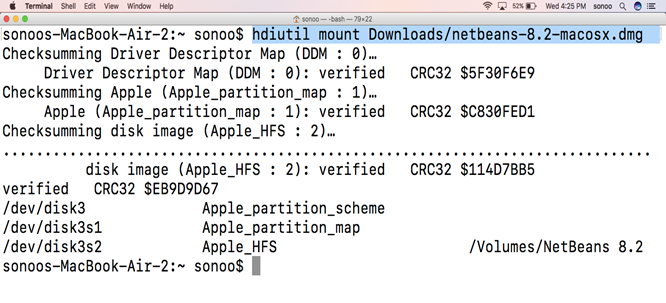 Terminal Shell Edit View Window Help 52% Wed 4:25 PM sonoo
sonoo — -bash — 79×22
sonoos-MacBook-Air-2:~ sonoo$ hdiutil mount Downloads/netbeans-8.2-macosx.dmg
Checksumming Driver Descriptor Map (DDM : 0)…
Driver Descriptor Map (DDM : 0): verified CRC32 $5F30F6E9
Checksumming Apple (Apple_partition_map : 1)…
Apple (Apple_partition_map : 1): verified CRC32 $C830FED1
Checksumming disk image (Apple_HFS : 2)…
...............................................................................
disk image (Apple_HFS : 2): verified CRC32 $114D7BB5
verified CRC32 $EB9D9D67
/dev/disk3 Apple_partition_scheme
/dev/disk3s1 Apple_partition_map
/dev/disk3s2 Apple_HFS /Volumes/NetBeans 8.2
sonoos-MacBook-Air-2:~ sonoo$